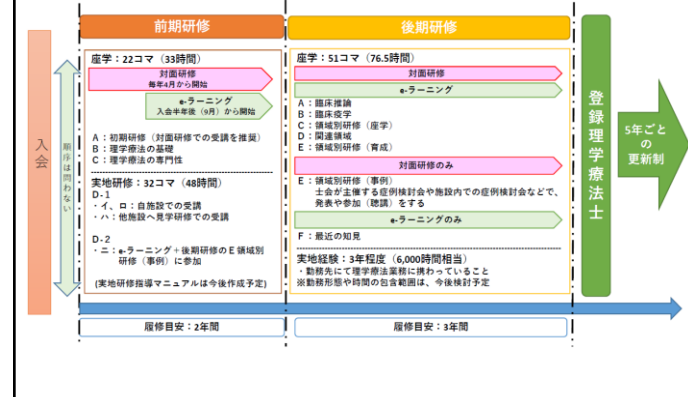 前期研修
後期研修
入会
順序は問わない
座学：22コマ（33時間）
対面研修
毎年4月から開始
e-ラーニング
入会半年後（9月）から開始
A：初期研修（対面研修での受講を推奨）
B：理学療法の基礎
C：理学療法の専門性
実地研修：32コマ（48時間）
D-1
・イ、ロ：自施設での受講
・ハ：他施設へ見学研修での受講
D-2
・ニ：e-ラーニング＋後期研修のE領域別
研修（事例）に参加
(実地研修指導マニュアルは今後作成予定)
座学：51コマ（76.5時間）
対面研修
e-ラーニング
A：臨床推論
B：臨床疫学
C：領域別研修（座学）
D：関連領域
E：領域別研修（育成）
対面研修のみ
E：領域別研修（事例）
士会が主催する症例検討会や施設内での症例検討会などで、
発表や参加（聴講）をする
e-ラーニングのみ
F：最近の知見
実地経験：3年程度（6,000時間相当）
・勤務先にて理学療法業務に携わっていること
※勤務形態や時間の包含範囲は、今後検討予定
登録理学療法士
5年ごと
の
更新制
履修目安：2年間
履修目安：3年間